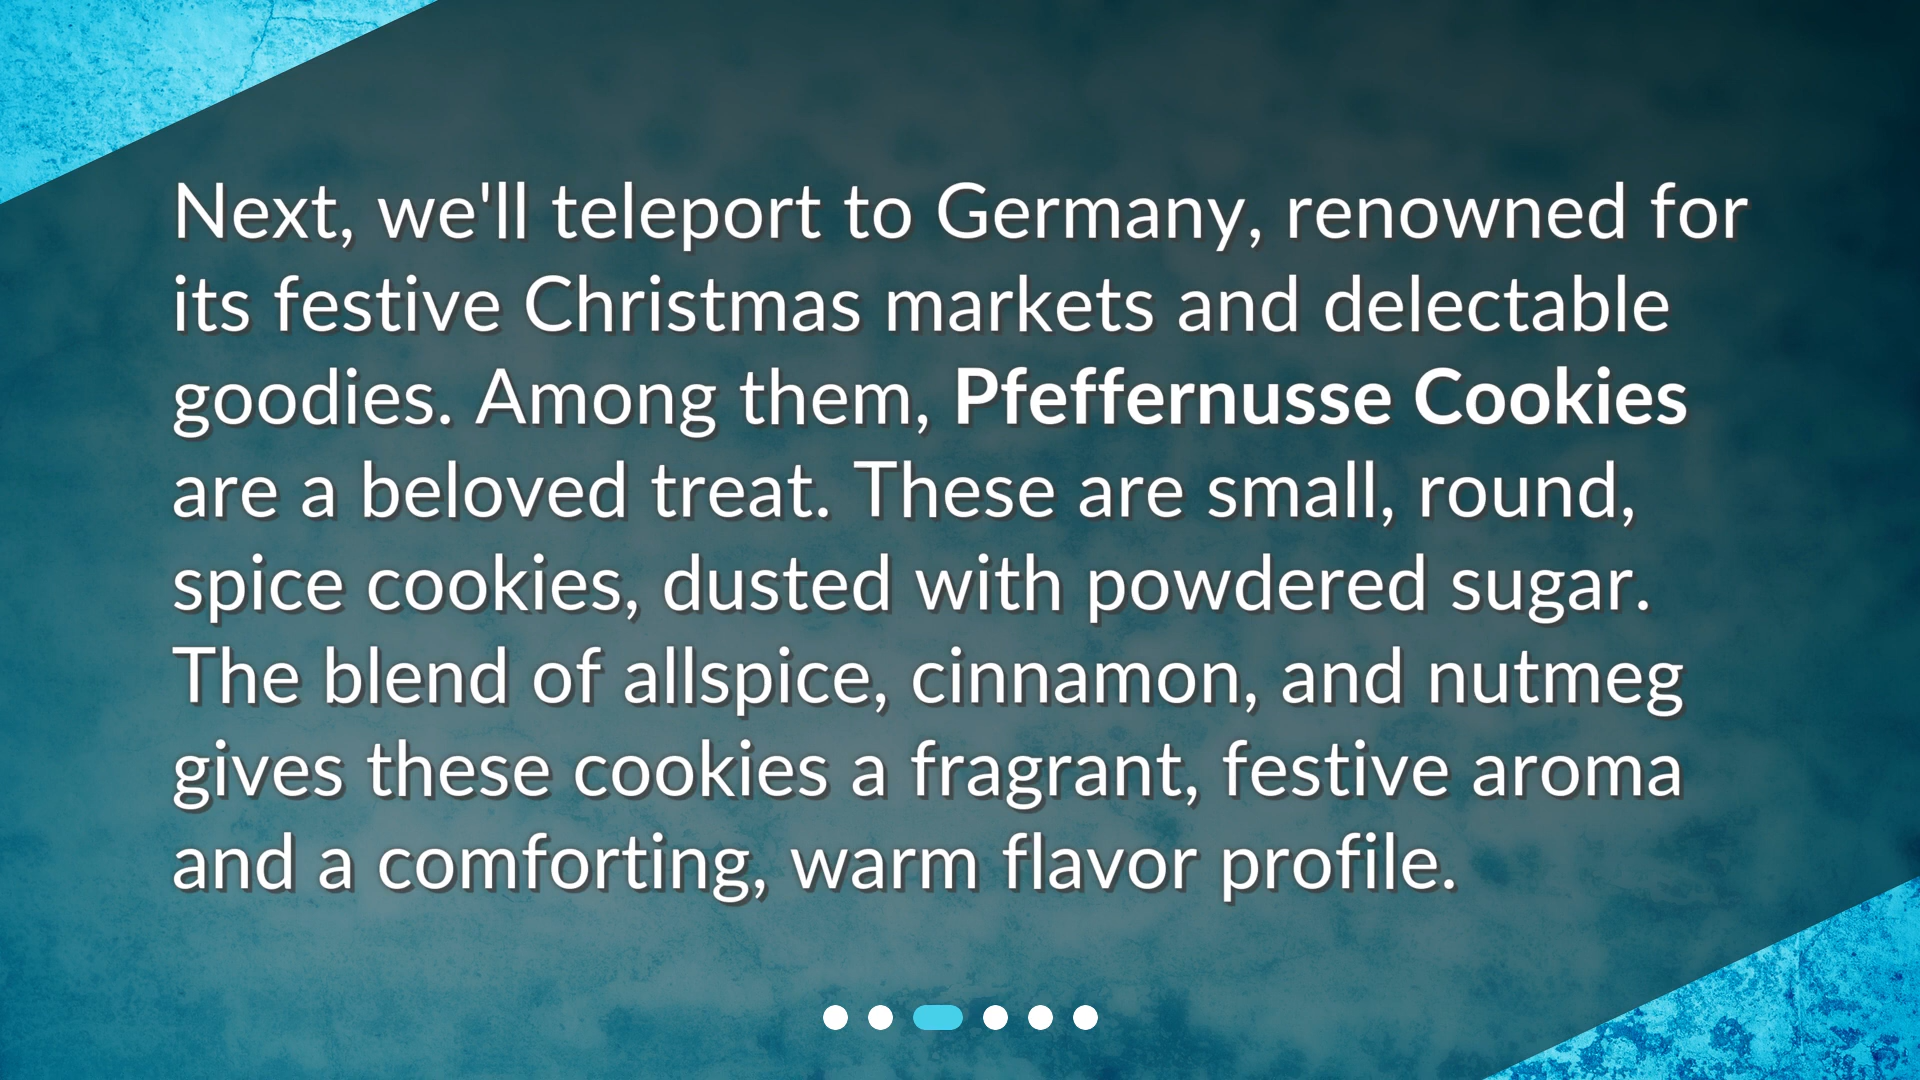 Next, we'll teleport to Germany, renowned for
its festive Christmas markets and delectable
goodies. Among them, Pfeffernusse Cookies
are a beloved treat. These are small, round,
spice cookies, dusted with powdered sugar.
The blend of allspice, cinnamon, and nutmeg
gives these cookies a fragrant, festive aroma
and a comforting, warm flavor profile.